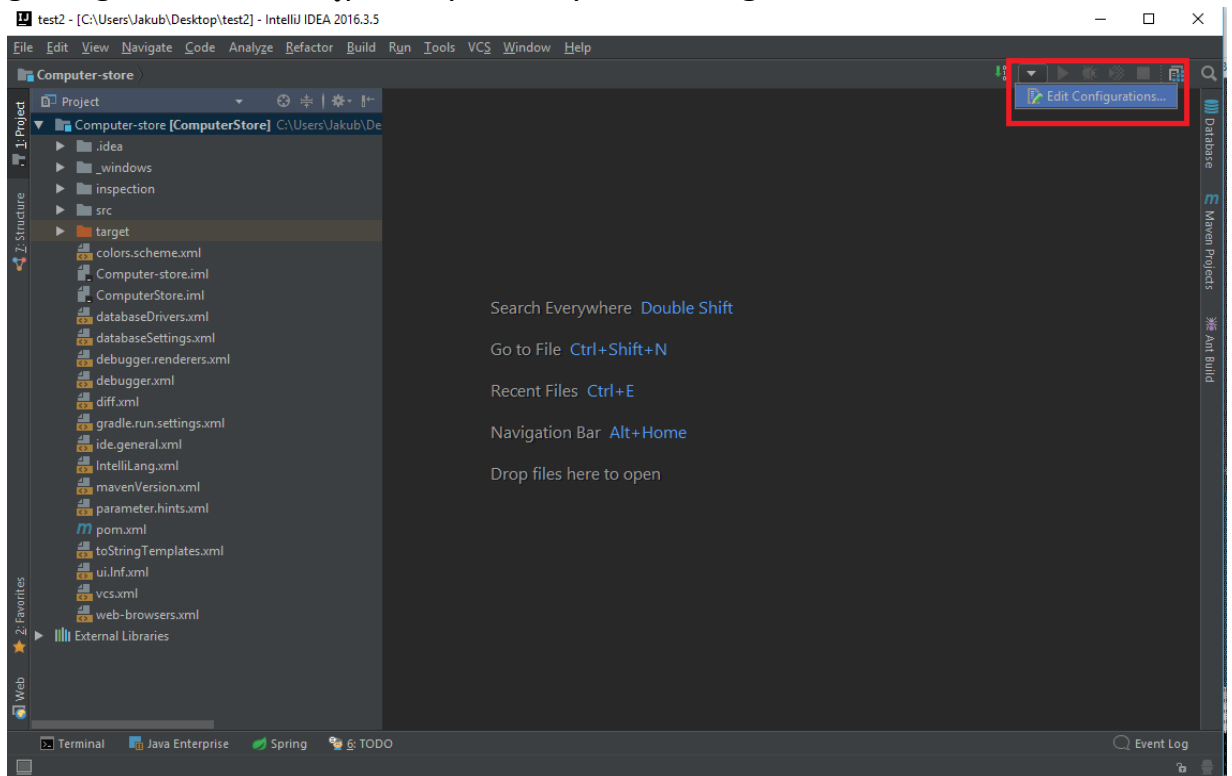 test2 - [C:\Users\Jakub\Desktop\test2] - IntelliJ IDEA 2016.3.5
File Edit View Navigate Code Analyze Refactor Build Run Tools VCS Window Help
Computer-store
Edit Configurations...
Project
Computer-store [ComputerStore] C:\Users\Jakub\De
.idea
_windows
inspection
src
target
colors.scheme.xml
Computer-store.iml
ComputerStore.iml
databaseDrivers.xml
databaseSettings.xml
debugger.renderers.xml
debugger.xml
diff.xml
gradle.run.settings.xml
ide.general.xml
IntelliLang.xml
mavenVersion.xml
parameter.hints.xml
pom.xml
toStringTemplates.xml
ui.lnf.xml
vcs.xml
web-browsers.xml
External Libraries
1: Project
7: Structure
2: Favorites
Web
Search Everywhere Double Shift
Go to File Ctrl+Shift+N
Recent Files Ctrl+E
Navigation Bar Alt+Home
Drop files here to open
Database
Maven Projects
Ant Build
Terminal Java Enterprise Spring 6: TODO
Event Log